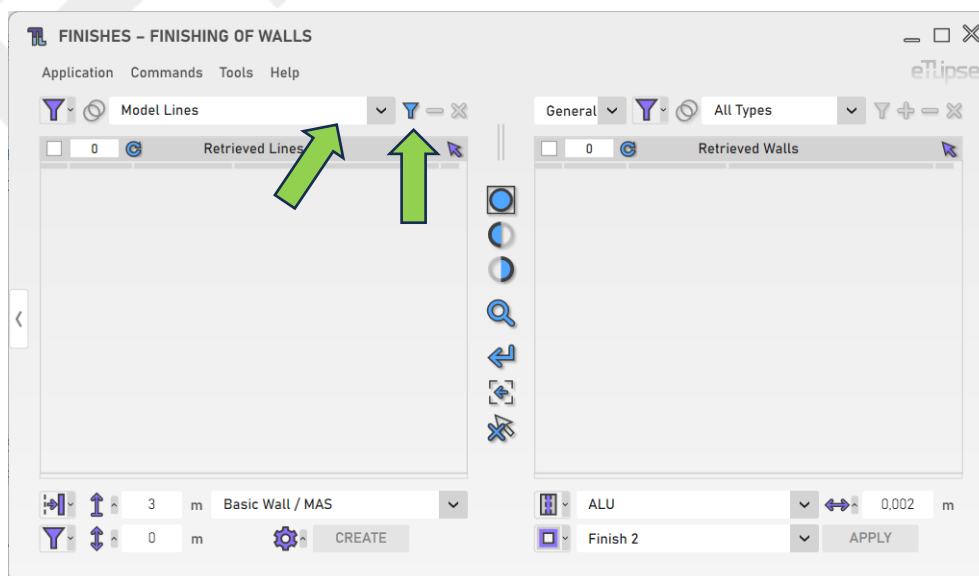 FINISHES – FINISHING OF WALLS
Application Commands Tools Help
eTLipse
Model Lines
General All Types
0 Retrieved Lines
0 Retrieved Walls
3 m Basic Wall / MAS
ALU 0,002 m
0 m CREATE
Finish 2 APPLY